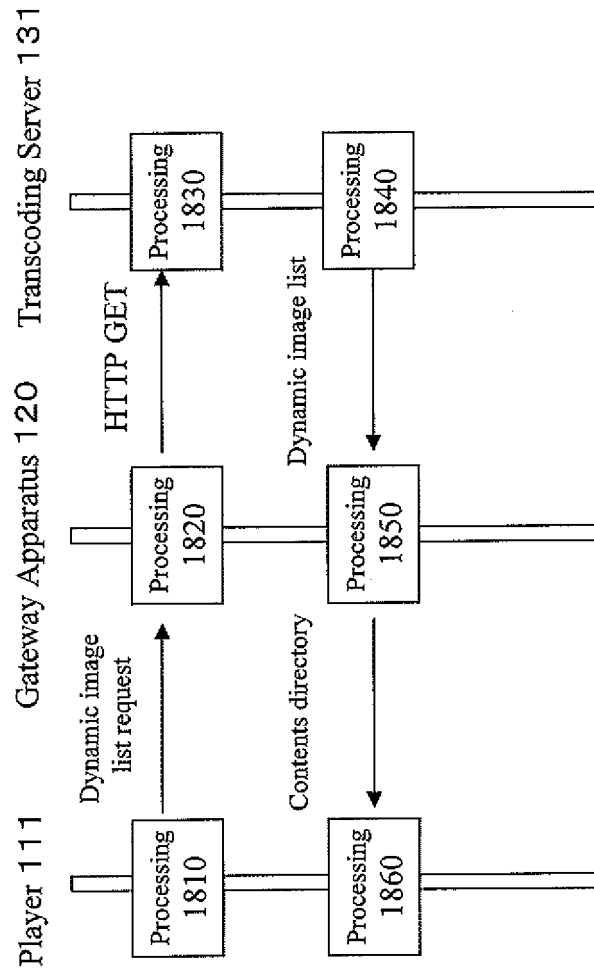 Player 111
Gateway Apparatus 120
Transcoding Server 131
Processing
1810
Dynamic image
list request
Processing
1820
HTTP GET
Processing
1830
Processing
1860
Contents directory
Processing
1850
Dynamic image list
Processing
1840